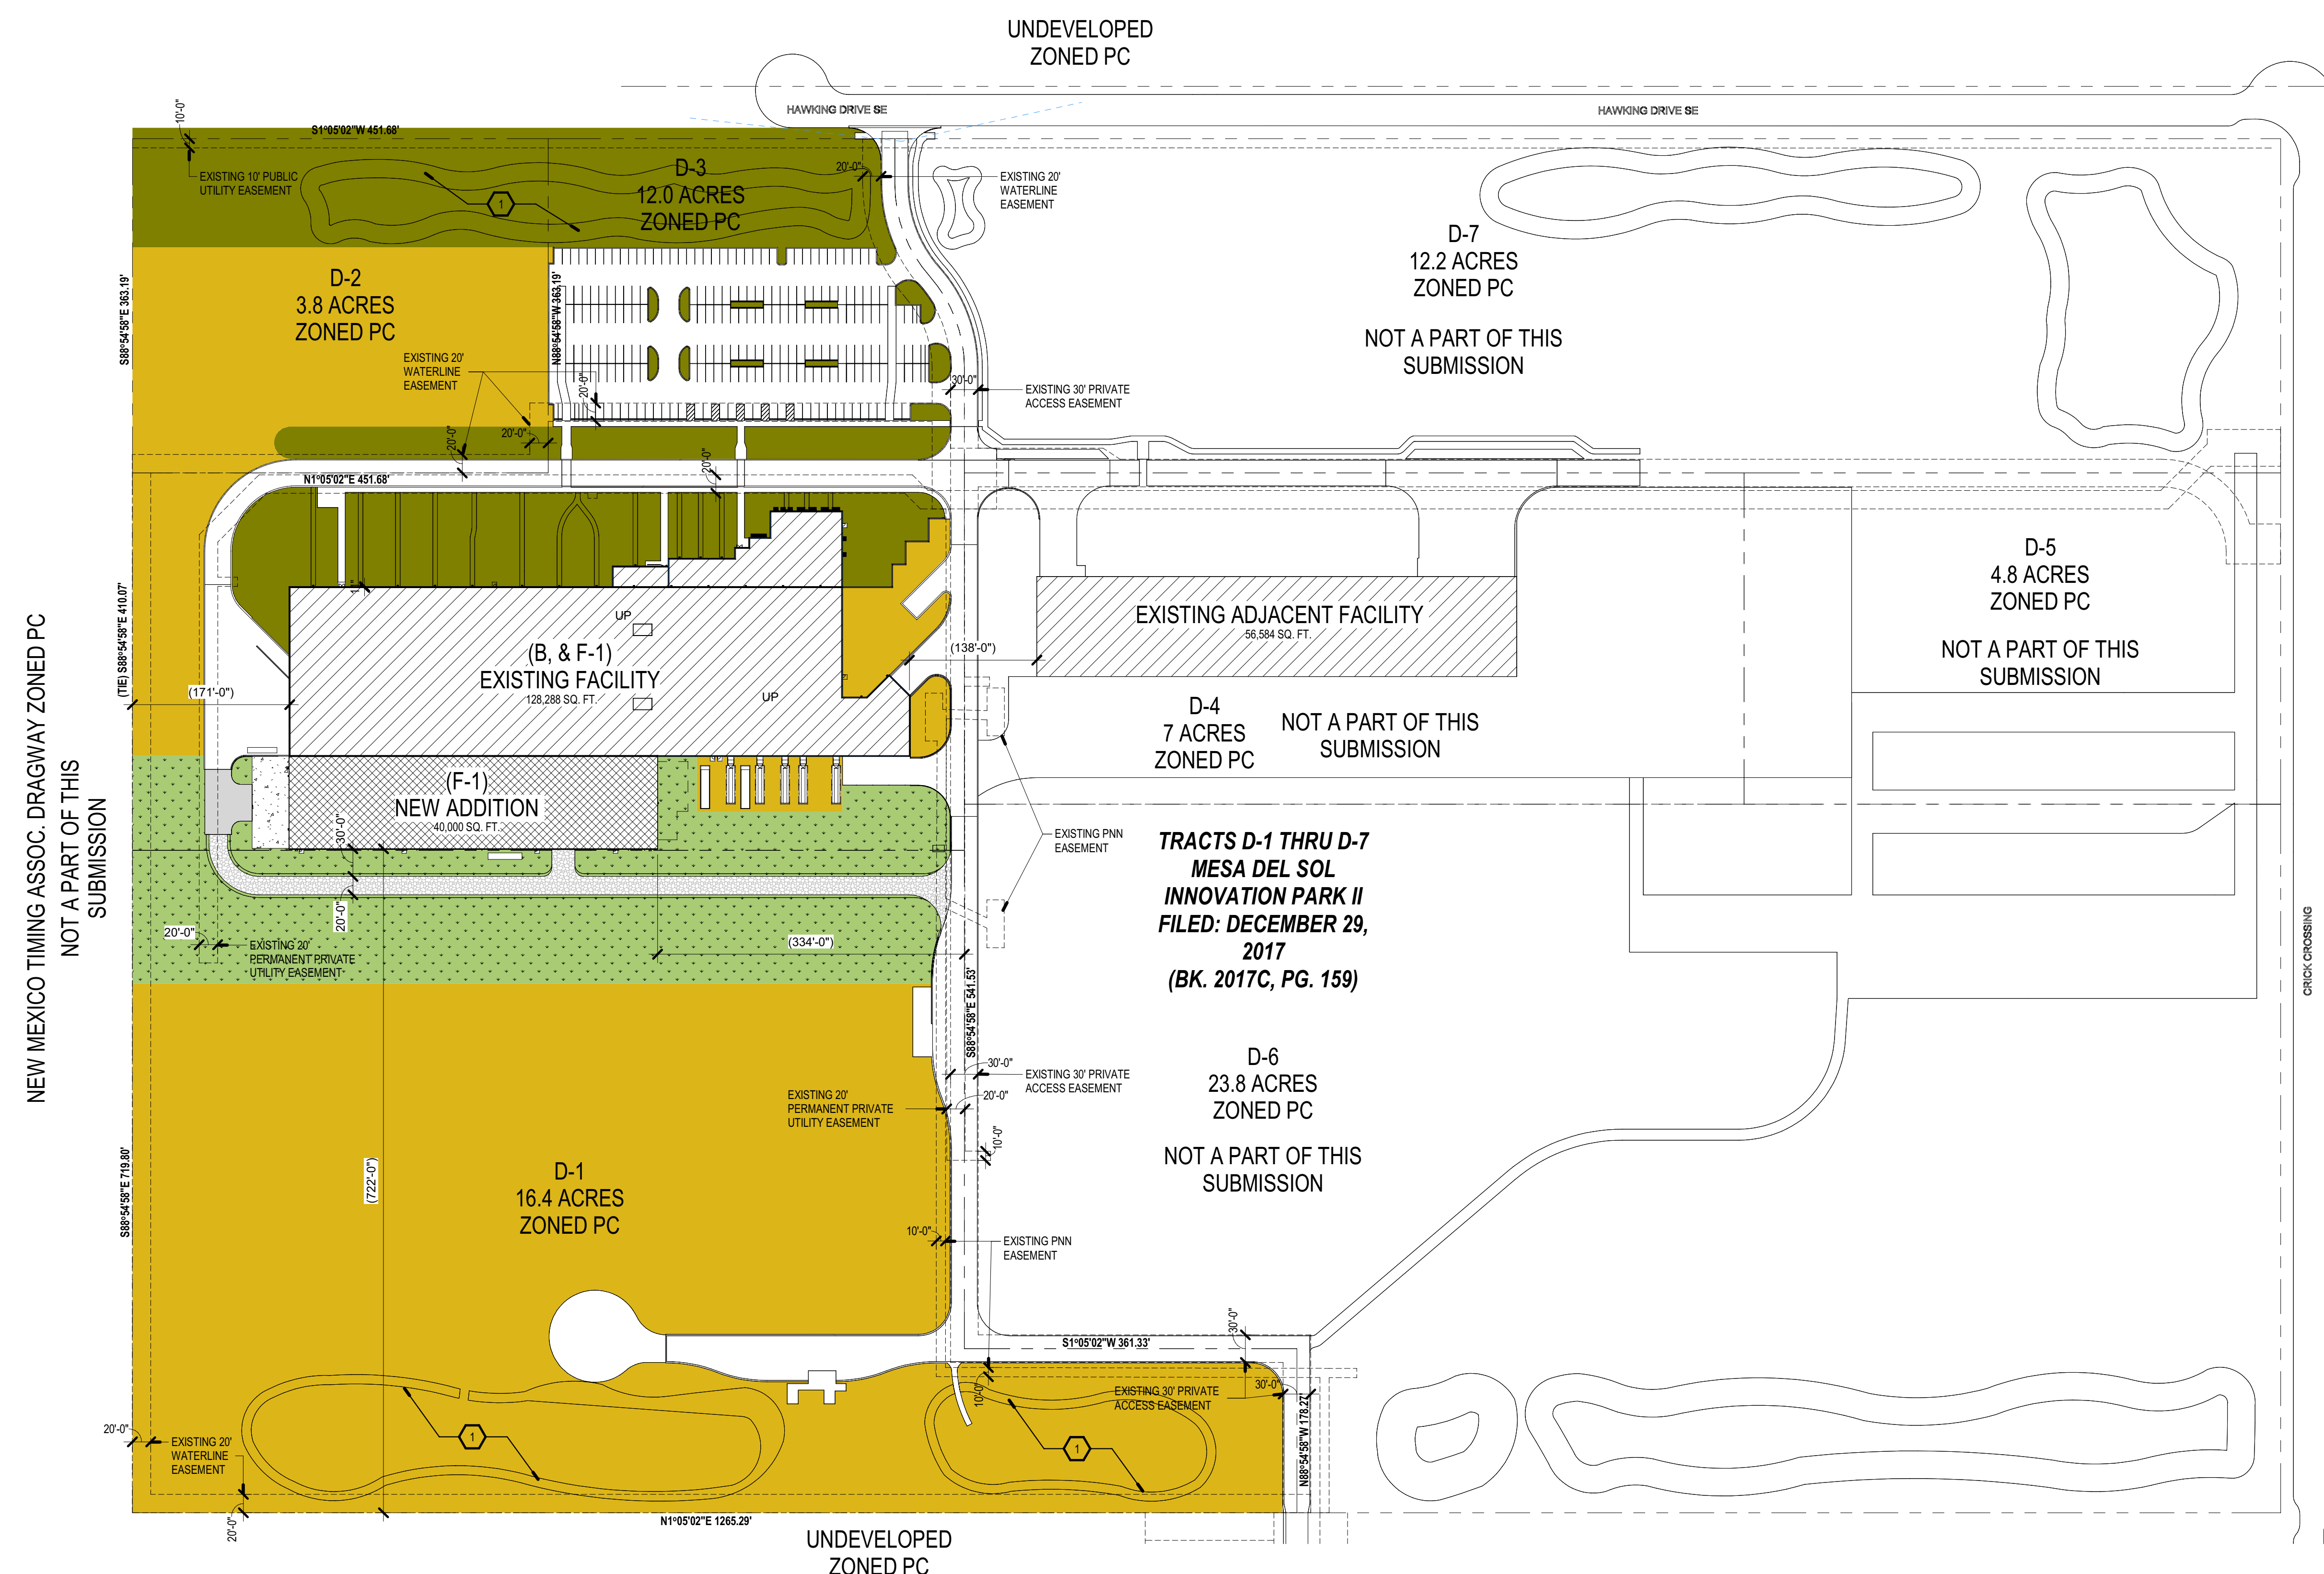 UNDEVELOPED
ZONED PC
HAWKING DRIVE SE
HAWKING DRIVE SE
10'-0"
S1°05'02"W 451.68'
EXISTING 10' PUBLIC
UTILITY EASEMENT
1
D-3
12.0 ACRES
ZONED PC
20'-0"
EXISTING 20'
WATERLINE
EASEMENT
D-7
12.2 ACRES
ZONED PC
NOT A PART OF THIS
SUBMISSION
S88°54'58"E 363.19'
D-2
3.8 ACRES
ZONED PC
N88°54'58"W 363.19'
EXISTING 20'
WATERLINE
EASEMENT
20'-0"
30'-0"
EXISTING 30' PRIVATE
ACCESS EASEMENT
20'-0"
20'-0"
20'-0"
N1°05'02"E 451.68'
D-5
4.8 ACRES
ZONED PC
NOT A PART OF THIS
SUBMISSION
(TIE) S88°54'58"E 410.07'
UP
(B, & F-1)
EXISTING FACILITY
128,288 SQ. FT.
UP
EXISTING ADJACENT FACILITY
56,584 SQ. FT.
(138'-0")
(171'-0")
D-4
7 ACRES
ZONED PC
NOT A PART OF THIS
SUBMISSION
NEW MEXICO TIMING ASSOC. DRAGWAY ZONED PC
NOT A PART OF THIS
SUBMISSION
(F-1)
NEW ADDITION
40,000 SQ. FT.
30'-0"
20'-0"
EXISTING PNN
EASEMENT
TRACTS D-1 THRU D-7
MESA DEL SOL
INNOVATION PARK II
FILED: DECEMBER 29,
2017
(BK. 2017C, PG. 159)
20'-0"
EXISTING 20'
PERMANENT PRIVATE
UTILITY EASEMENT
(334'-0")
S88°54'58"E 541.53'
CRICK CROSSING
30'-0"
EXISTING 30' PRIVATE
ACCESS EASEMENT
EXISTING 20'
PERMANENT PRIVATE
UTILITY EASEMENT
20'-0"
10'-0"
D-6
23.8 ACRES
ZONED PC
NOT A PART OF THIS
SUBMISSION
S88°54'58"E 719.80'
(722'-0")
D-1
16.4 ACRES
ZONED PC
10'-0"
EXISTING PNN
EASEMENT
S1°05'02"W 361.33'
30'-0"
10'-0"
EXISTING 30' PRIVATE
ACCESS EASEMENT
30'-0"
N88°54'58"W 178.27'
20'-0"
EXISTING 20'
WATERLINE
EASEMENT
1
1
20'-0"
N1°05'02"E 1265.29'
UNDEVELOPED
ZONED PC